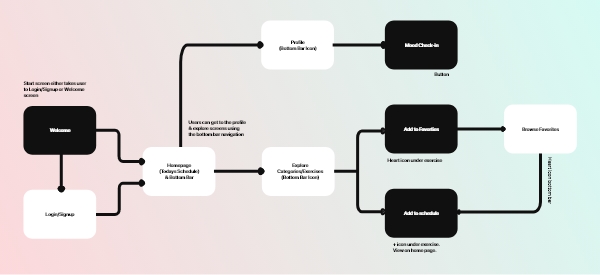 Profile
(Bottom Bar Icon)
Mood Check-in
Button
Start screen either takes user
to Login/Signup or Welcome
screen
Users can get to the profile
& explore screens using
the bottom bar navigation
Welcome
Add to Favorties
Browse Favorites
Heart icon under exercise
Heart icon bottom bar
Homepage
(Todays Schedule)
& Bottom Bar
Explore
Categories/Exercises
(Bottom Bar Icon)
Login/Signup
Add to schedule
+ icon under exercise.
View on home page.